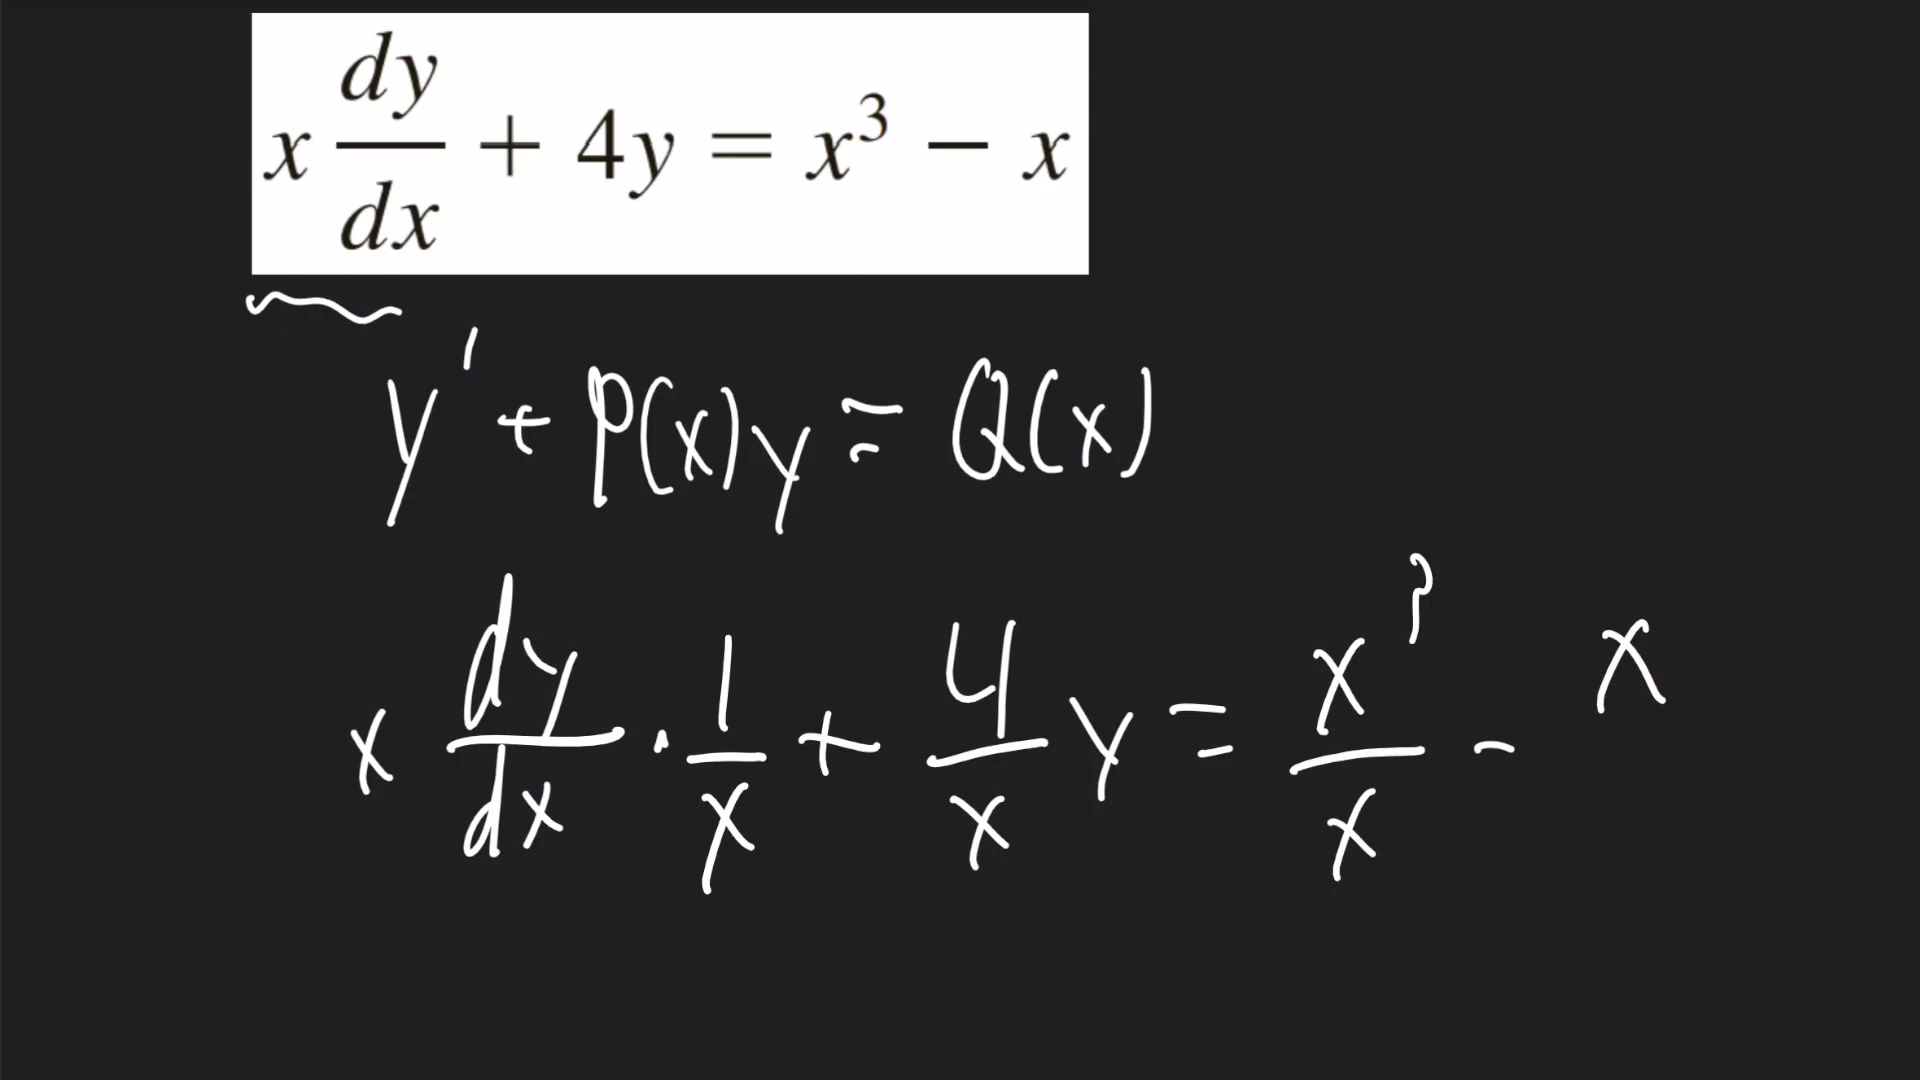 x dy/dx + 4y = x³ − x
y' + P(x)y = Q(x)
x dy/dx · 1/x + 4/x y = x³/x - x